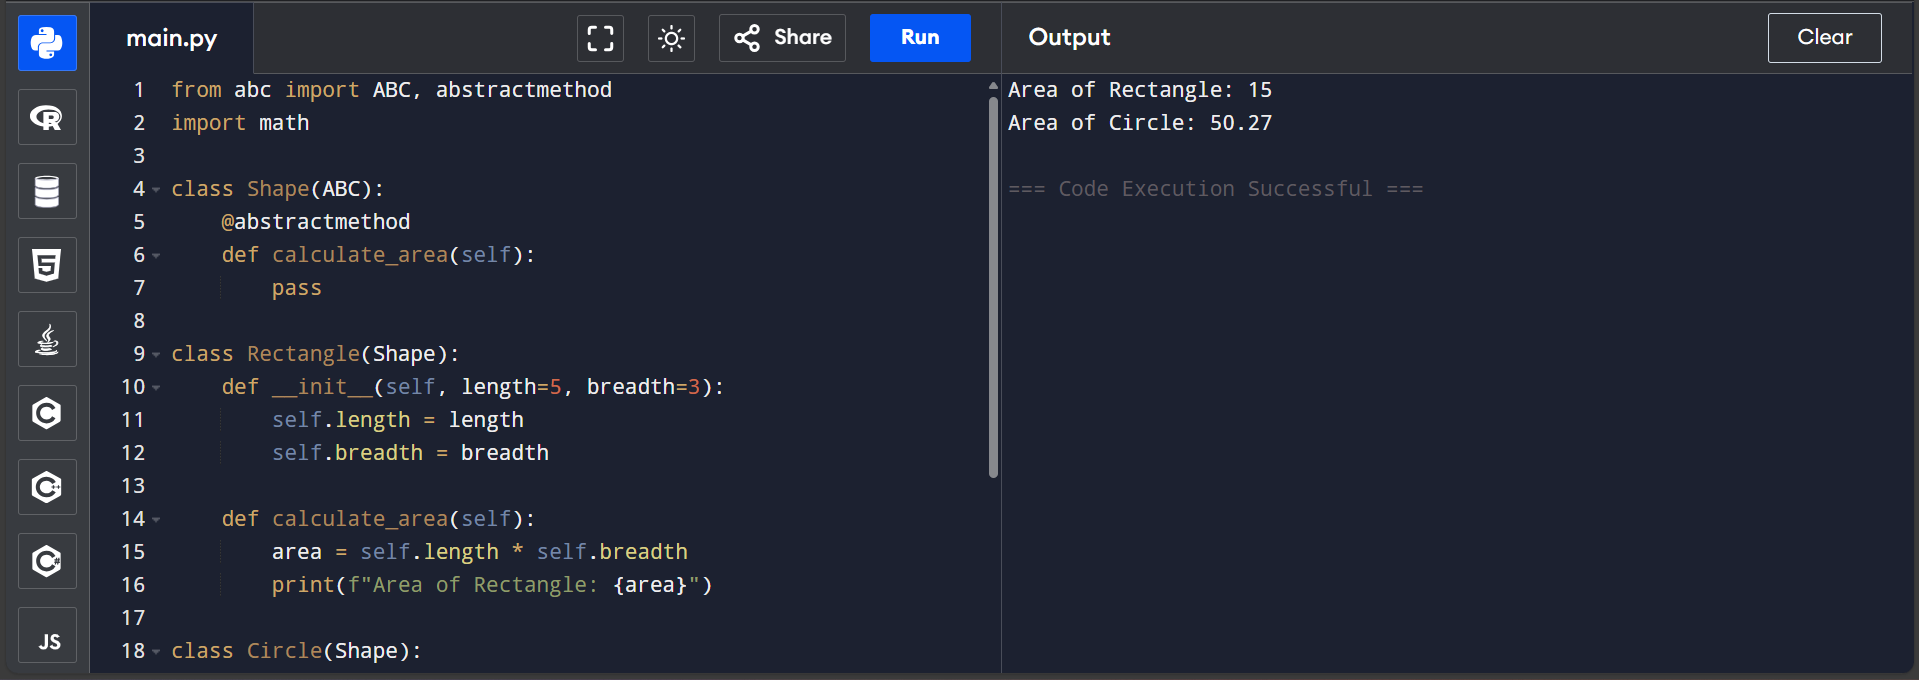 main.py
Share
Run
Output
Clear
1 from abc import ABC, abstractmethod
2 import math
3
4 class Shape(ABC):
5     @abstractmethod
6     def calculate_area(self):
7         pass
8
9 class Rectangle(Shape):
10     def __init__(self, length=5, breadth=3):
11         self.length = length
12         self.breadth = breadth
13
14     def calculate_area(self):
15         area = self.length * self.breadth
16         print(f"Area of Rectangle: {area}")
17
18 class Circle(Shape):
Area of Rectangle: 15
Area of Circle: 50.27
=== Code Execution Successful ===
R
5
C
C++
C#
JS